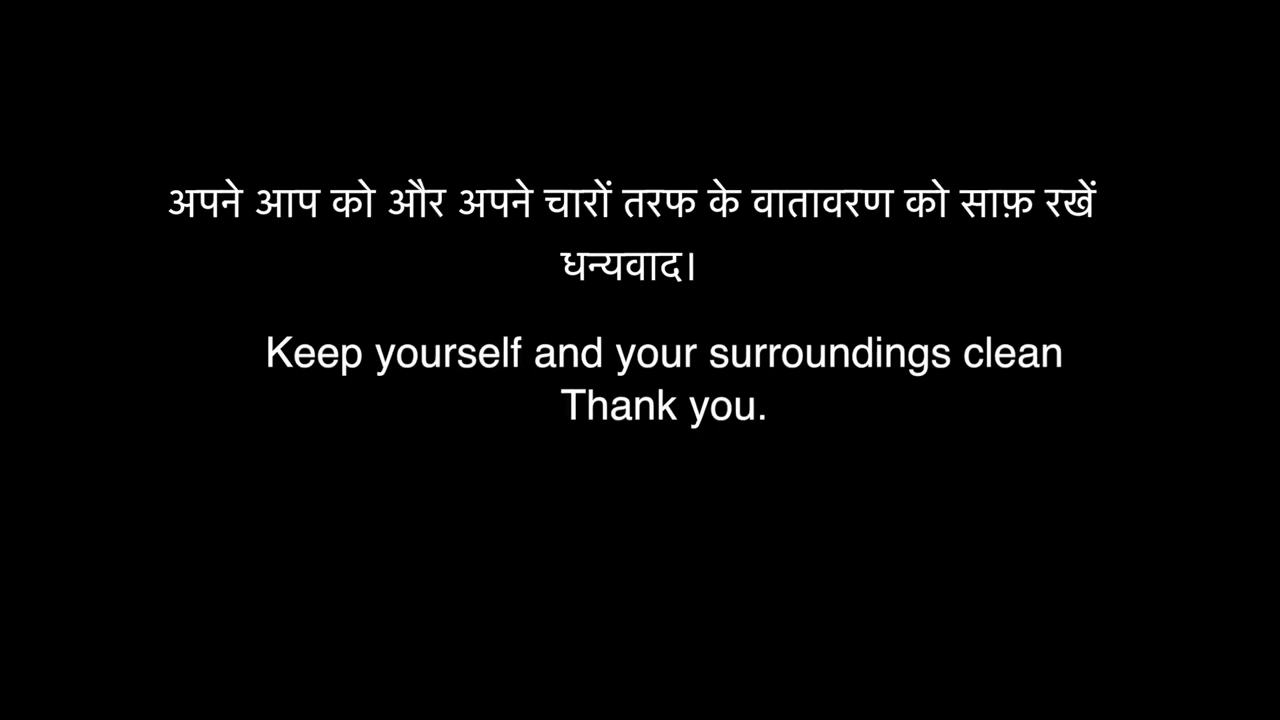 अपने आप को और अपने चारों तरफ के वातावरण को साफ़ रखें
धन्यवाद।
Keep yourself and your surroundings clean
Thank you.